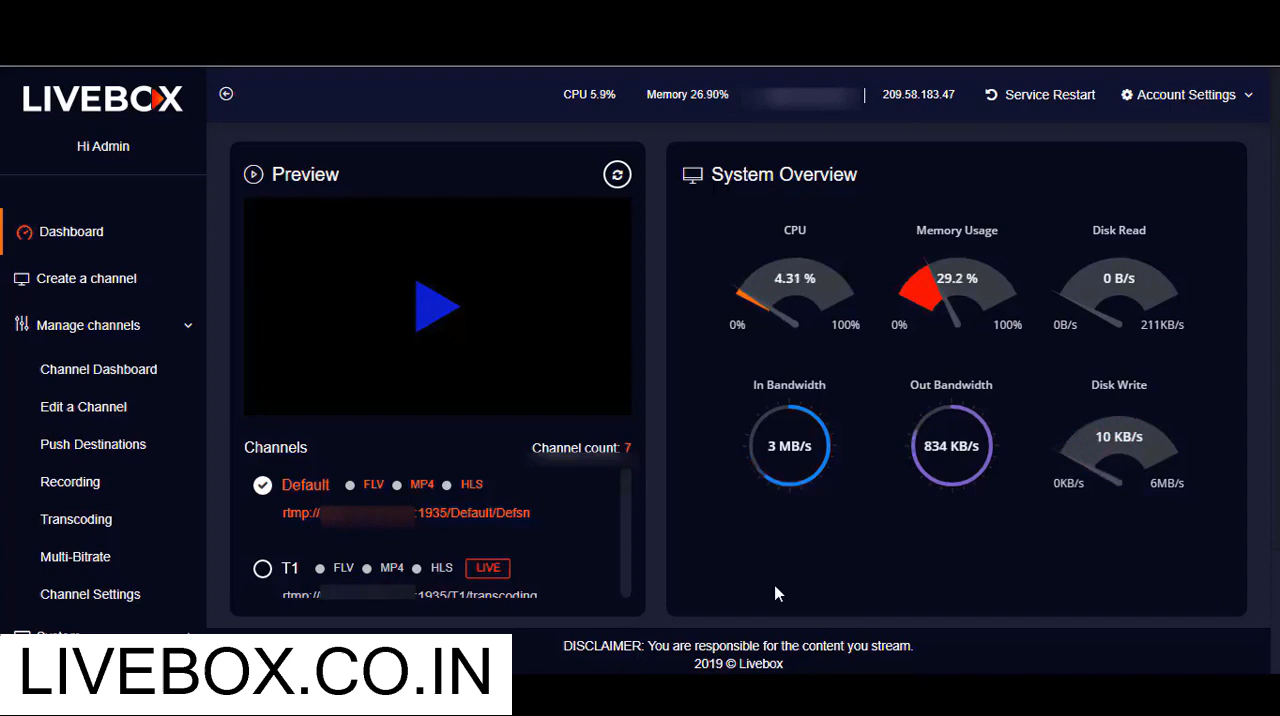 LIVEBOX
Hi Admin
CPU 5.9% Memory 26.90% | 209.58.183.47 Service Restart Account Settings
Dashboard
Create a channel
Manage channels
Channel Dashboard
Edit a Channel
Push Destinations
Recording
Transcoding
Multi-Bitrate
Channel Settings
Preview
Channels Channel count: 7
Default FLV MP4 HLS
rtmp:// :1935/Default/Defsn
T1 FLV MP4 HLS LIVE
rtmp:// :1935/T1/transcoding
System Overview
CPU Memory Usage Disk Read
4.31 % 29.2 % 0 B/s
0% 100% 0% 100% 0B/s 211KB/s
In Bandwidth Out Bandwidth Disk Write
3 MB/s 834 KB/s 10 KB/s
0KB/s 6MB/s
DISCLAIMER: You are responsible for the content you stream.
2019 © Livebox
LIVEBOX.CO.IN